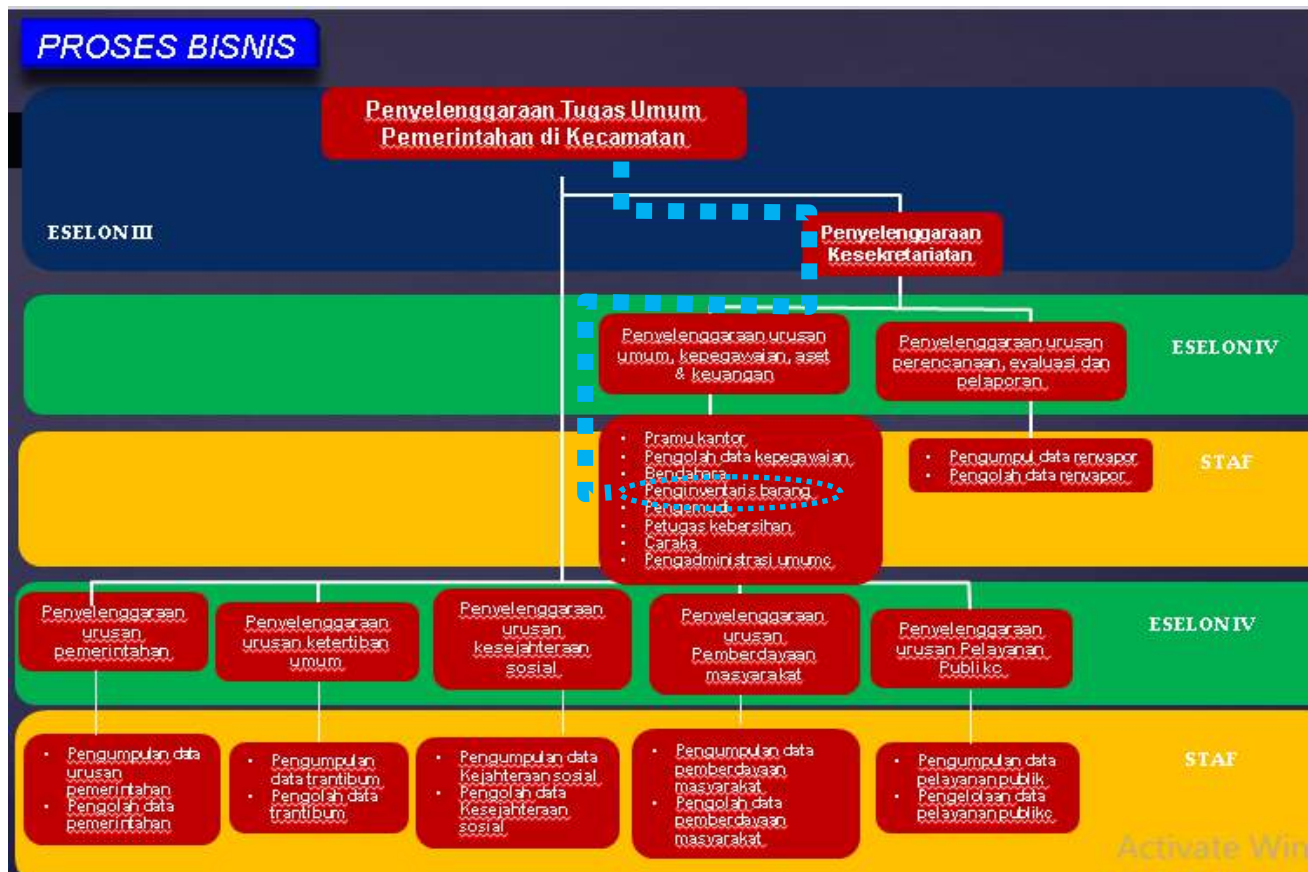 PROSES BISNIS
Penyelenggaraan Tugas Umum
Pemerintahan di Kecamatan
ESELON III
Penyelenggaraan
Kesekretariatan
Penyelenggaraan urusan
umum, kepegawaian, aset
& keuangan
Penyelenggaraan urusan
perencanaan, evaluasi dan
pelaporan
ESELON IV
• Pramu kantor
• Pengolah data kepegawaian
• Bendahara
• Penginventaris barang
• Pengemudi
• Petugas kebersihan
• Caraka
• Pengadministrasi umumc
• Pengumpul data renvapor
• Pengolah data renvapor
STAF
Penyelenggaraan
urusan
pemerintahan
Penyelenggaraan
urusan ketertiban
umum
Penyelenggaraan
urusan
kesejahteraan
sosial
Penyelenggaraan
urusan
Pemberdayaan
masyarakat
Penyelenggaraan
urusan Pelayanan
Publikc
ESELON IV
• Pengumpulan data
urusan
pemerintahan
• Pengolah data
pemerintahan
• Pengumpulan
data trantibum
• Pengolah data
trantibum
• Pengumpulan data
Kejahteraan sosial
• Pengolah data
Kesejahteraan
sosial
• Pengumpulan data
pemberdayaan
masyarakat
• Pengolah data
pemberdayaan
masyarakat
• Pengumpulan data
pelayanan publik
• Pengelolaan data
pelayanan publikc
STAF
Activate Win